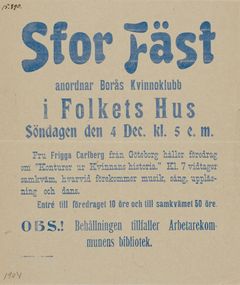 15.890.
Stor Fäst
anordnar Borås Kvinnoklubb
i Folkets Hus
Söndagen den 4 Dec. kl. 5 e. m.
Fru Frigga Carlberg från Göteborg håller föredrag
om "Konturer ur Kvinnans historia." Kl. 7 vidtager
samkväm, hvarvid förekommer musik, sång, uppläs-
ning och dans.
Entré till föredraget 10 öre och till samkvämet 50 öre.
OBS.! Behållningen tillfaller Arbetarekom-
munens bibliotek.
1904